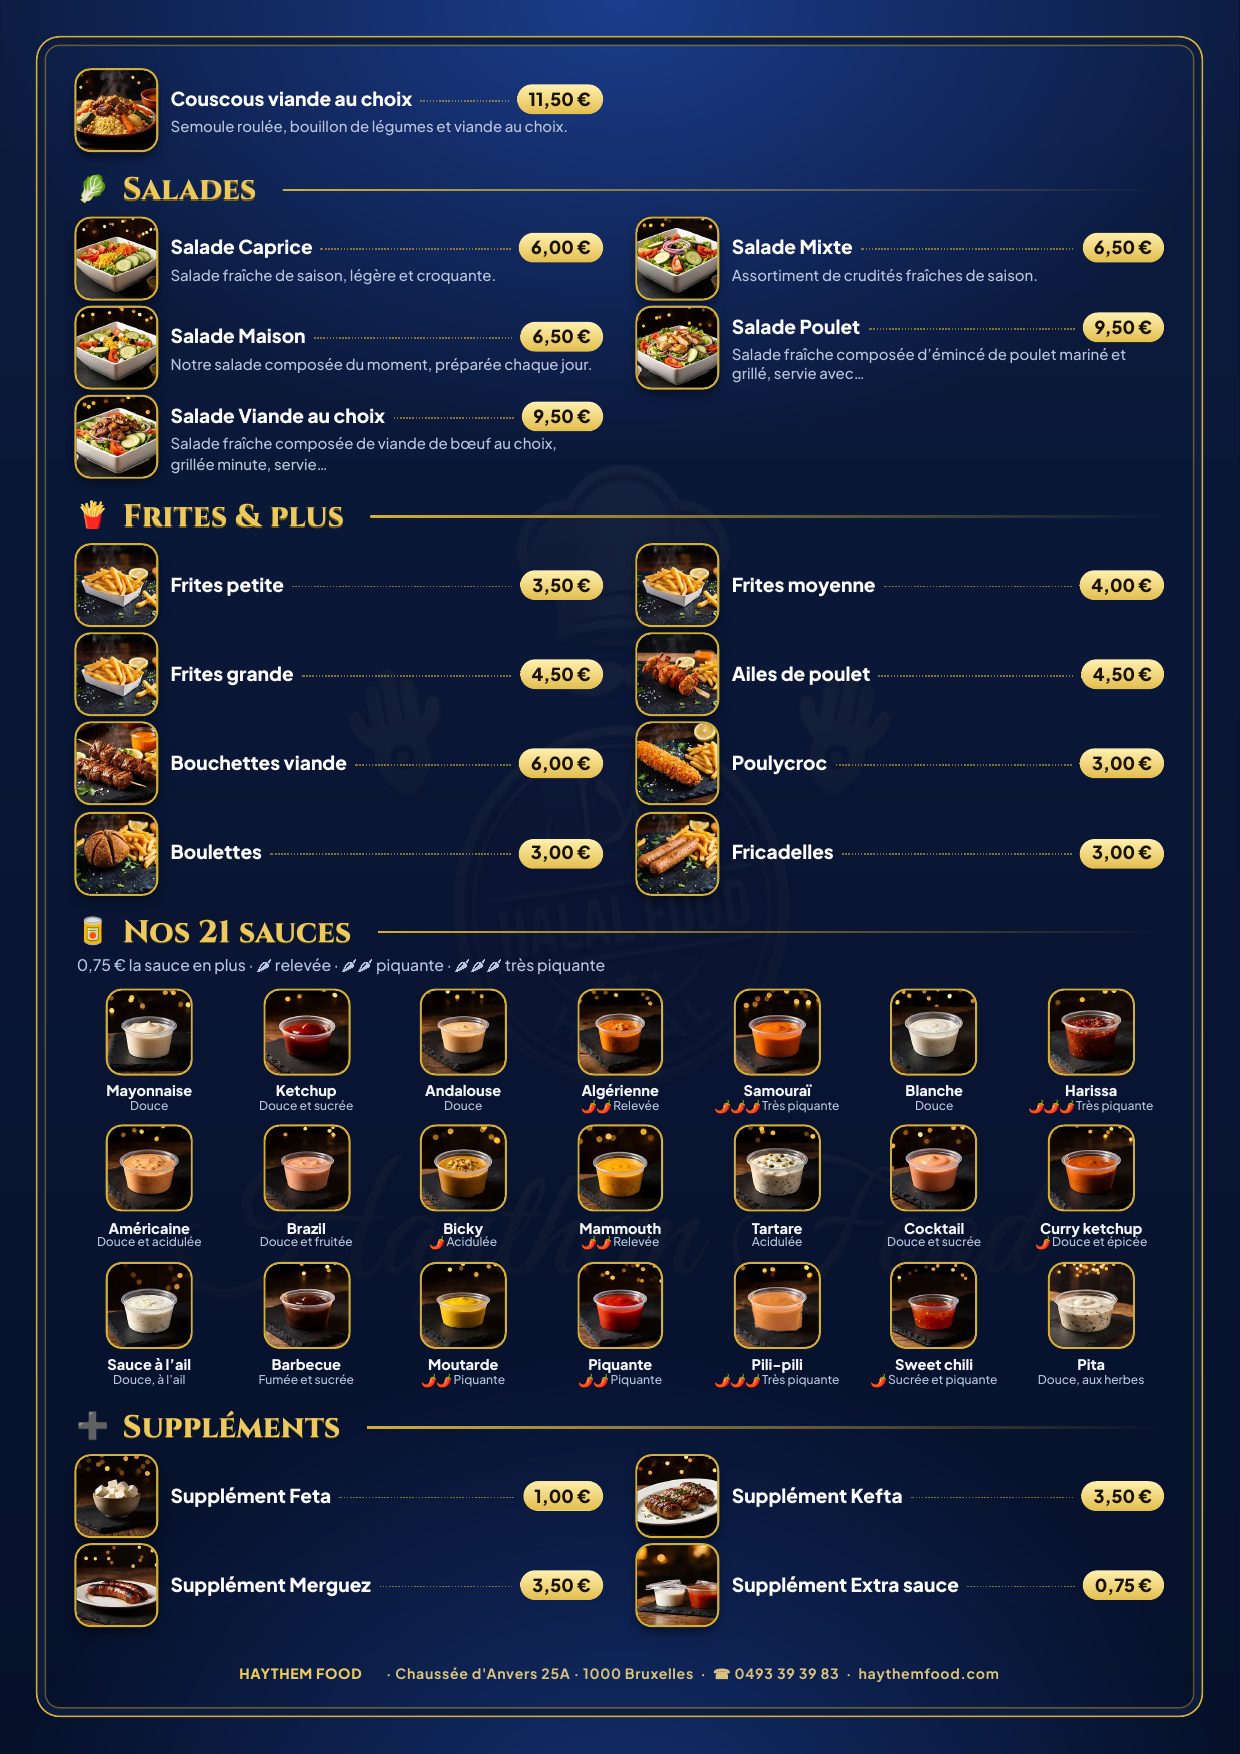 Couscous viande au choix 11,50 €
Semoule roulée, bouillon de légumes et viande au choix.
SALADES
Salade Caprice 6,00 €
Salade fraîche de saison, légère et croquante.
Salade Mixte 6,50 €
Assortiment de crudités fraîches de saison.
Salade Maison 6,50 €
Notre salade composée du moment, préparée chaque jour.
Salade Poulet 9,50 €
Salade fraîche composée d’émincé de poulet mariné et
grillé, servie avec…
Salade Viande au choix 9,50 €
Salade fraîche composée de viande de bœuf au choix,
grillée minute, servie…
FRITES & PLUS
Frites petite 3,50 €
Frites moyenne 4,00 €
Frites grande 4,50 €
Ailes de poulet 4,50 €
Bouchettes viande 6,00 €
Poulycroc 3,00 €
Boulettes 3,00 €
Fricadelles 3,00 €
HALAL FOOD
HALAL
NOS 21 SAUCES
0,75 € la sauce en plus · 🌶 relevée · 🌶🌶 piquante · 🌶🌶🌶 très piquante
Mayonnaise Ketchup Andalouse Algérienne Samouraï Blanche Harissa
Douce Douce et sucrée Douce 🌶🌶 Relevée 🌶🌶🌶 Très piquante Douce 🌶🌶🌶 Très piquante
Haythem Food
Américaine Brazil Bicky Mammouth Tartare Cocktail Curry ketchup
Douce et acidulée Douce et fruitée 🌶 Acidulée 🌶🌶 Relevée Acidulée Douce et sucrée 🌶 Douce et épicée
Sauce à l’ail Barbecue Moutarde Piquante Pili-pili Sweet chili Pita
Douce, à l’ail Fumée et sucrée 🌶🌶 Piquante 🌶🌶 Piquante 🌶🌶🌶 Très piquante 🌶 Sucrée et piquante Douce, aux herbes
SUPPLÉMENTS
Supplément Feta 1,00 €
Supplément Kefta 3,50 €
Supplément Merguez 3,50 €
Supplément Extra sauce 0,75 €
HAYTHEM FOOD · Chaussée d'Anvers 25A · 1000 Bruxelles · ☎ 0493 39 39 83 · haythemfood.com